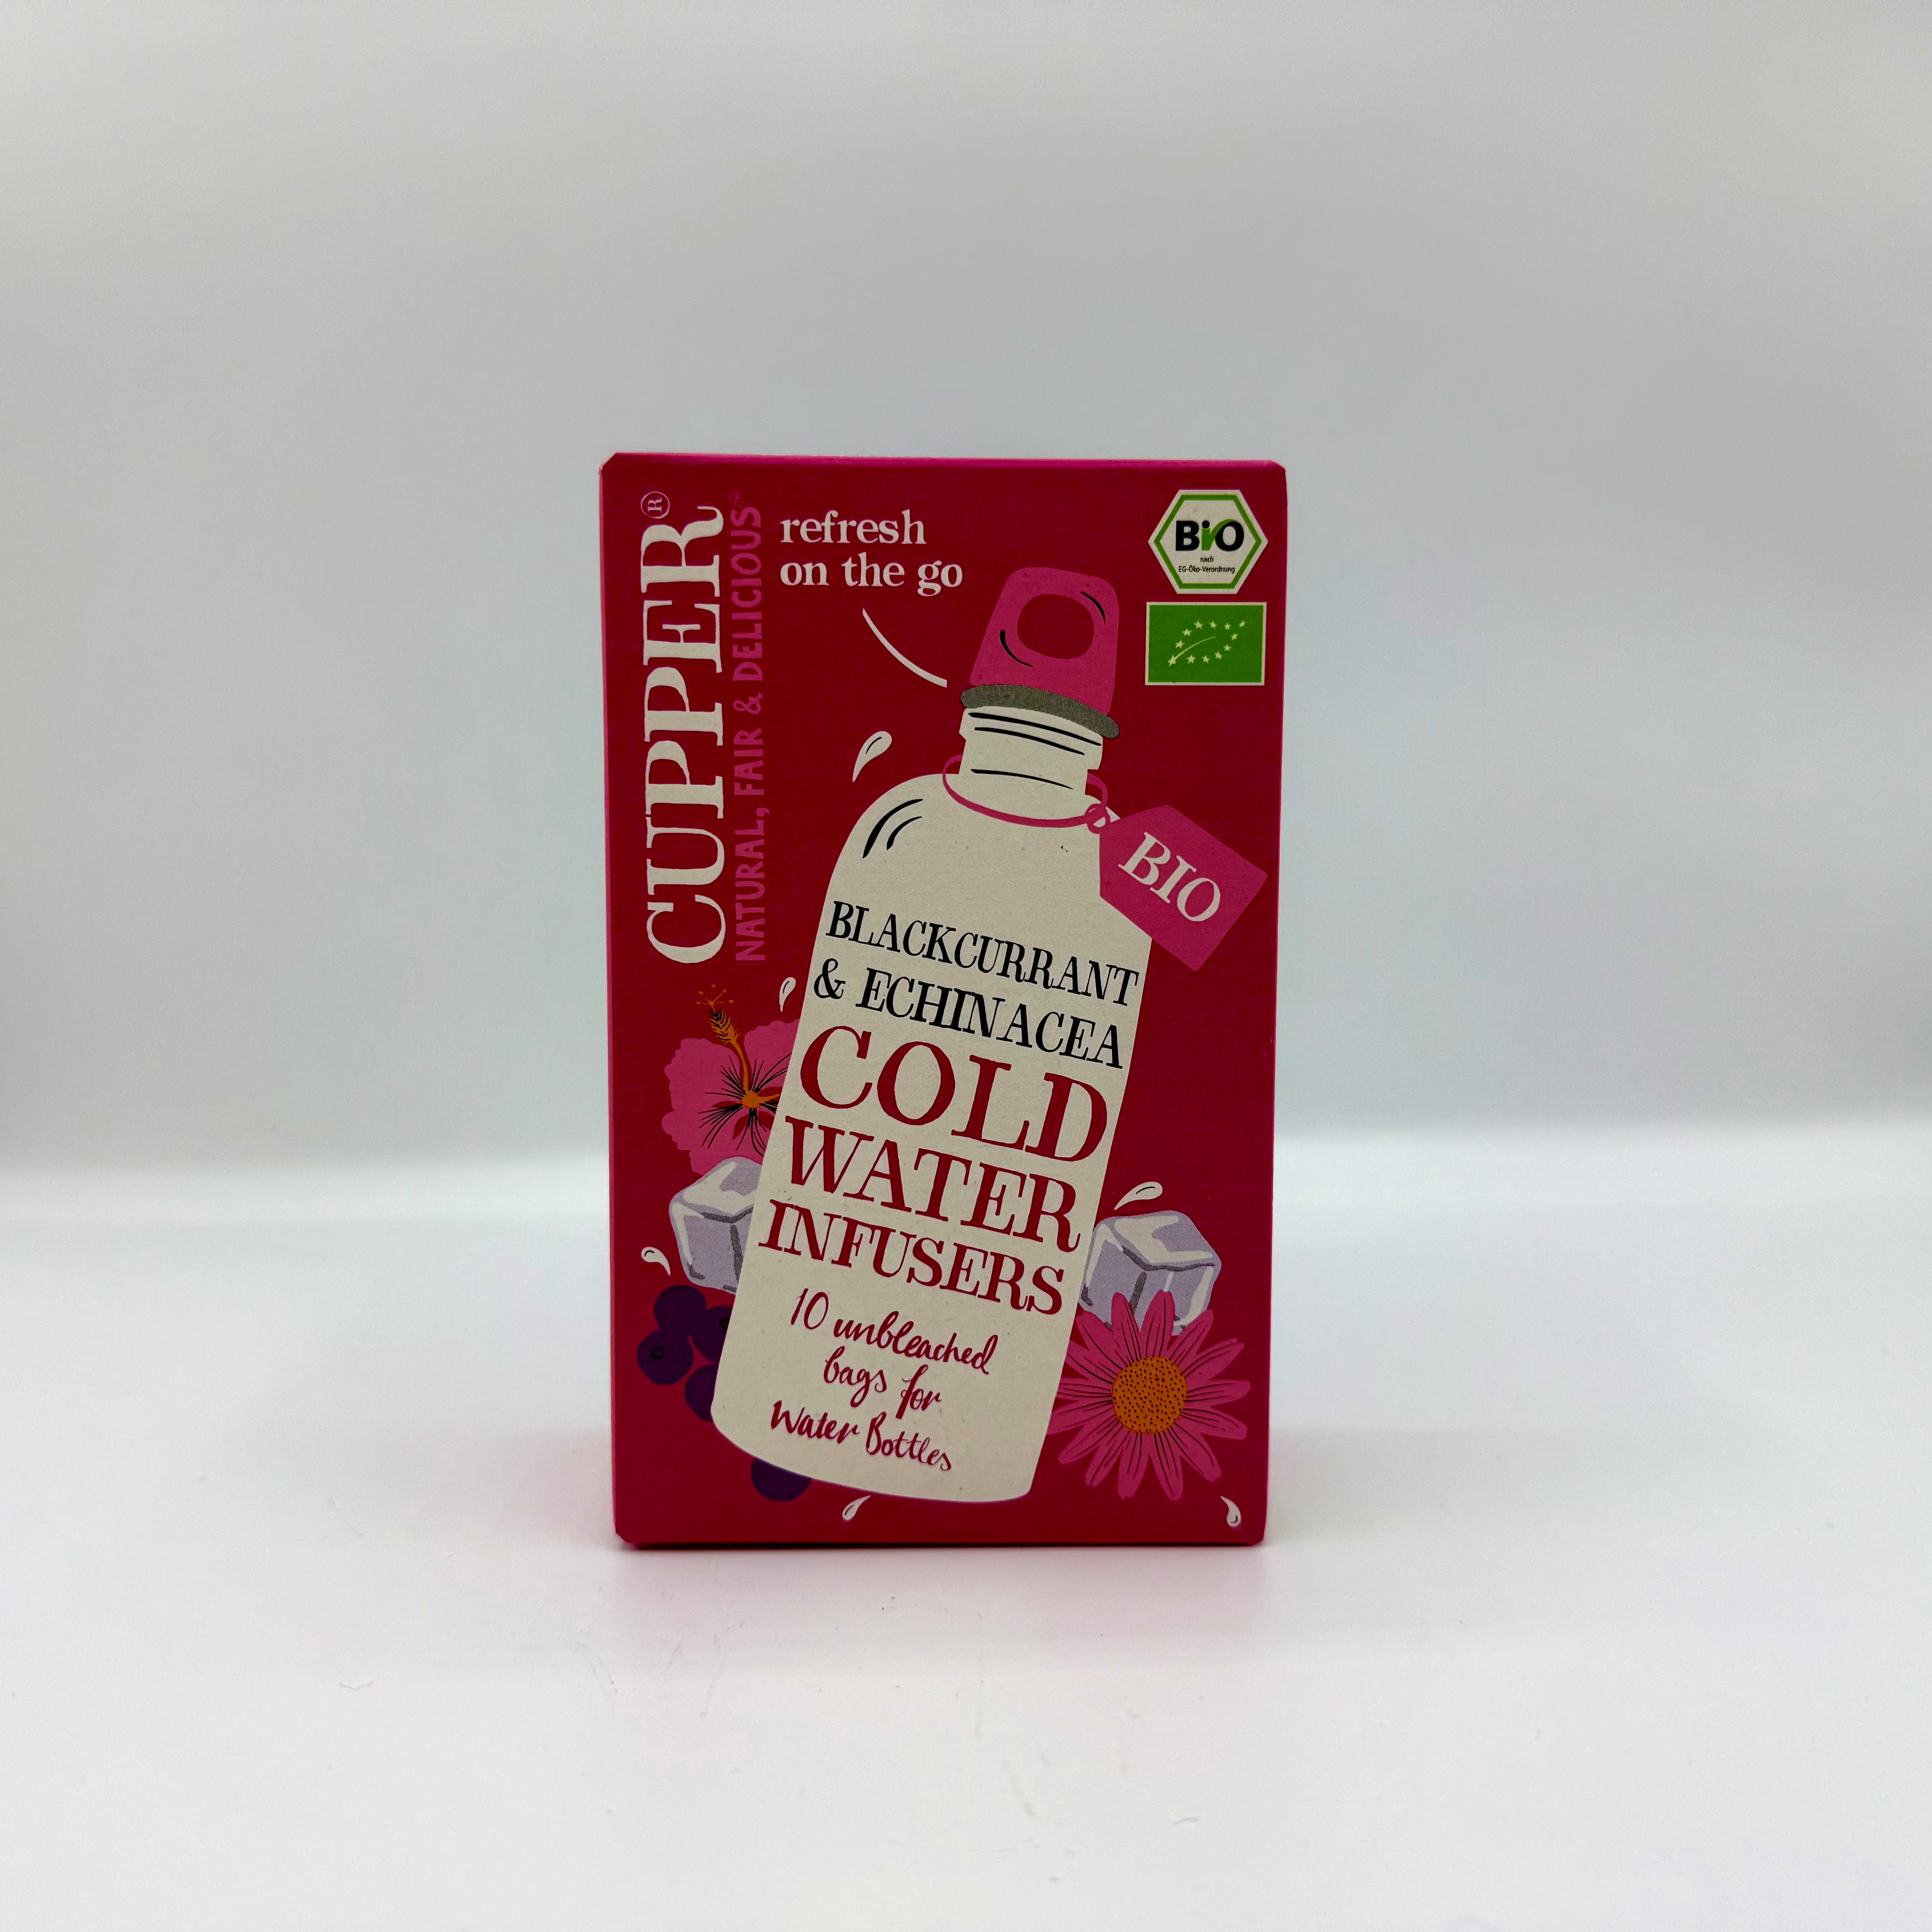 CUPPER®
NATURAL, FAIR & DELICIOUS
refresh
on the go
BiO
nach
EG-Öko-Verordnung
BIO
BLACKCURRANT
& ECHINACEA
COLD
WATER
INFUSERS
10 unbleached
bags for
Water Bottles